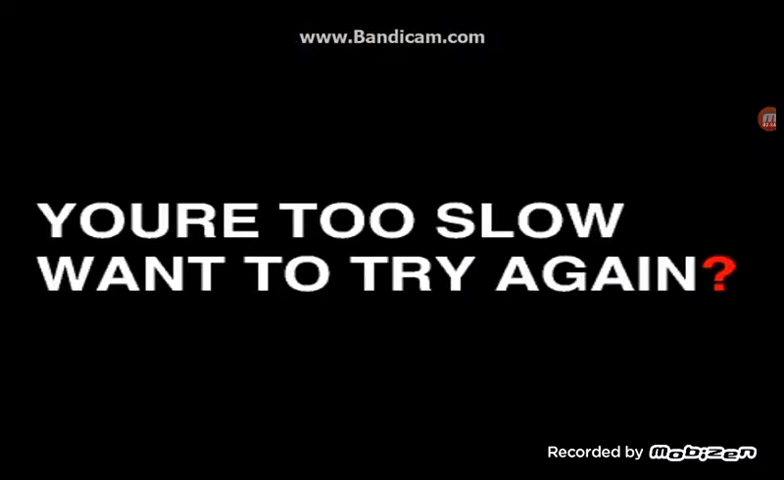 www.Bandicam.com
YOURE TOO SLOW
WANT TO TRY AGAIN?
Recorded by mobizen